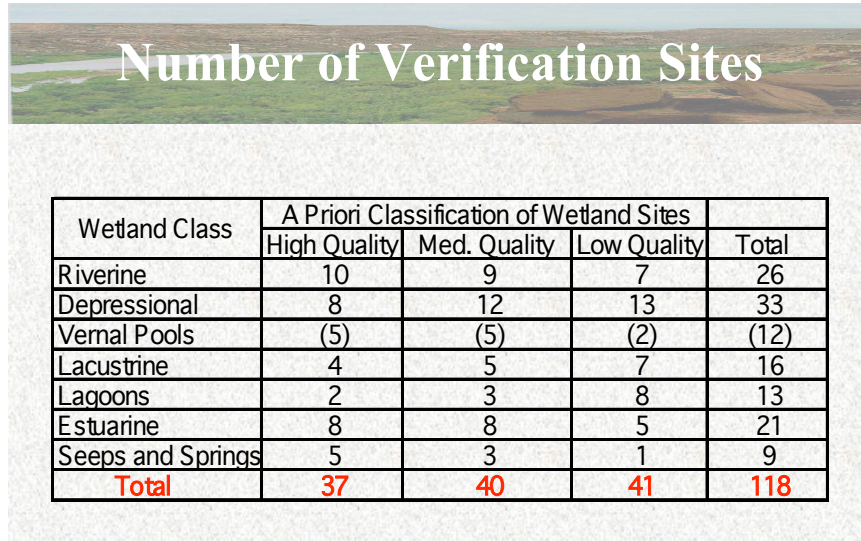 Number of Verification Sites
Wetland Class A Priori Classification of Wetland Sites
High Quality Med. Quality Low Quality Total
Riverine 10 9 7 26
Depressional 8 12 13 33
Vernal Pools (5) (5) (2) (12)
Lacustrine 4 5 7 16
Lagoons 2 3 8 13
Estuarine 8 8 5 21
Seeps and Springs 5 3 1 9
Total 37 40 41 118